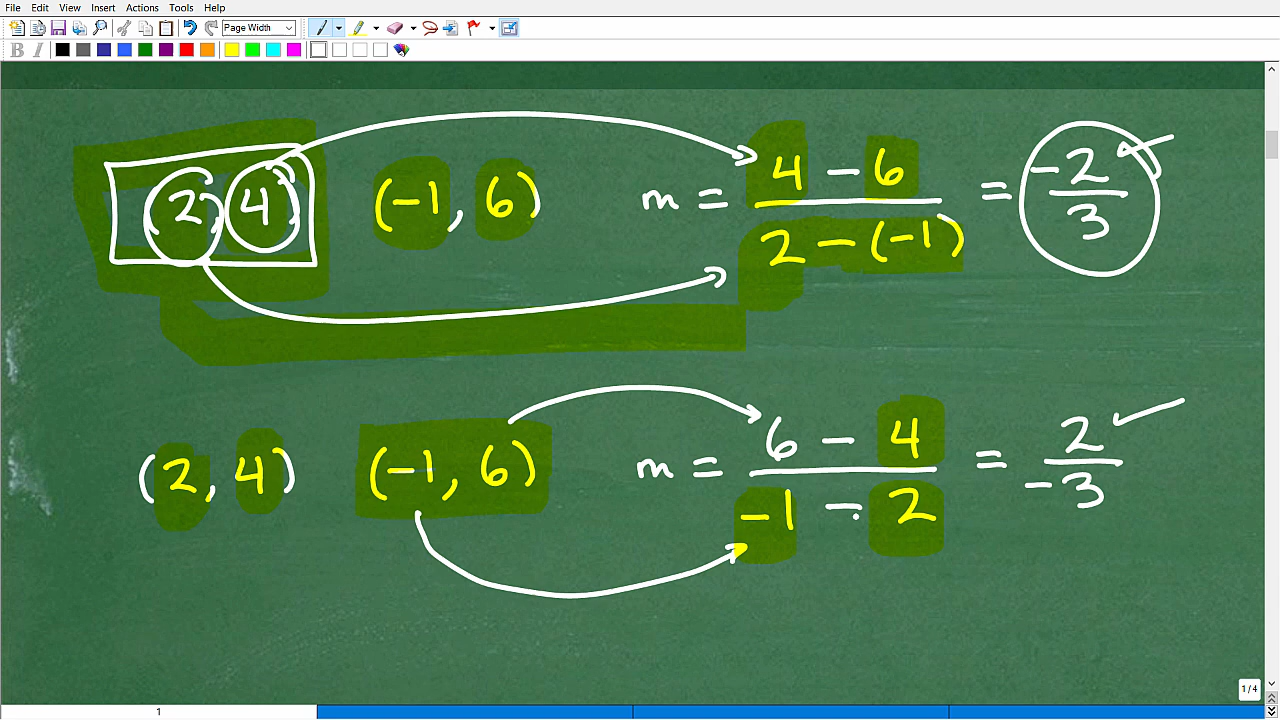 File Edit View Insert Actions Tools Help
Page Width
B I
(2, 4) (-1, 6) m = 4 - 6 / 2 - (-1) = -2 / 3
(2, 4) (-1, 6) m = 6 - 4 / -1 - 2 = 2 / -3
1/4
1